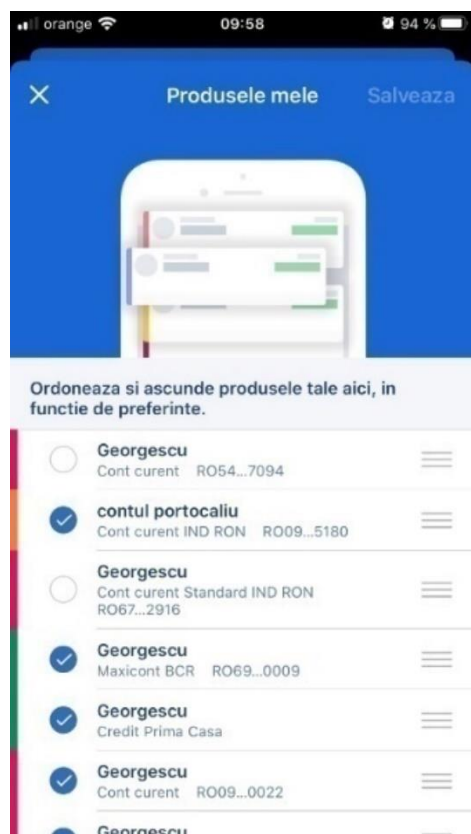 orange
09:58
94 %
Produsele mele
Salveaza
Ordoneaza si ascunde produsele tale aici, in
functie de preferinte.
Georgescu
Cont curent RO54...7094
contul portocaliu
Cont curent IND RON RO09...5180
Georgescu
Cont curent Standard IND RON
RO67...2916
Georgescu
Maxicont BCR RO69...0009
Georgescu
Credit Prima Casa
Georgescu
Cont curent RO09...0022
Georgescu